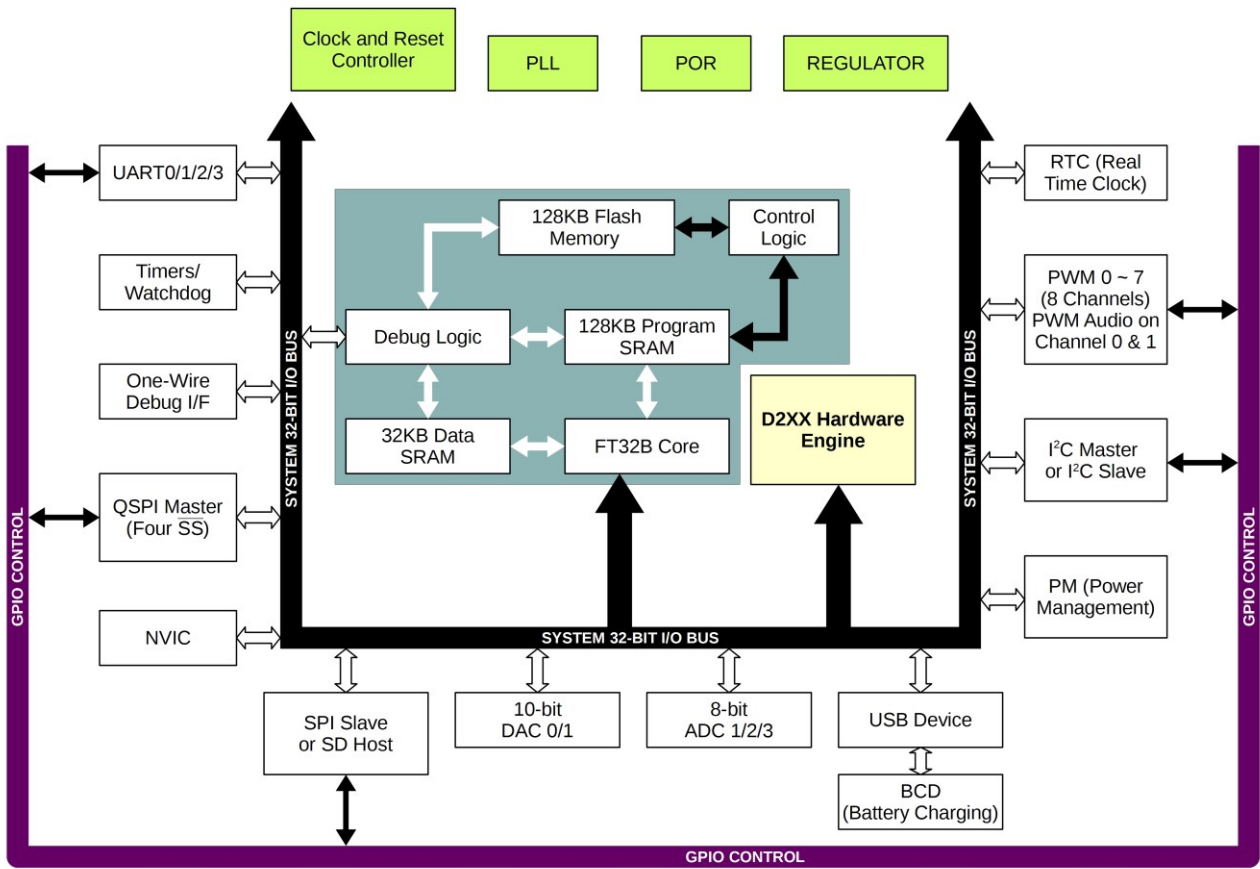 Clock and Reset
Controller
PLL
POR
REGULATOR
UART0/1/2/3
RTC (Real
Time Clock)
128KB Flash
Memory
Control
Logic
Timers/
Watchdog
PWM 0 ~ 7
(8 Channels)
PWM Audio on
Channel 0 & 1
Debug Logic
128KB Program
SRAM
One-Wire
Debug I/F
SYSTEM 32-BIT I/O BUS
D2XX Hardware
Engine
SYSTEM 32-BIT I/O BUS
32KB Data
SRAM
FT32B Core
I²C Master
or I²C Slave
QSPI Master
(Four S̅S̅)
GPIO CONTROL
PM (Power
Management)
GPIO CONTROL
NVIC
SYSTEM 32-BIT I/O BUS
SPI Slave
or SD Host
10-bit
DAC 0/1
8-bit
ADC 1/2/3
USB Device
BCD
(Battery Charging)
GPIO CONTROL